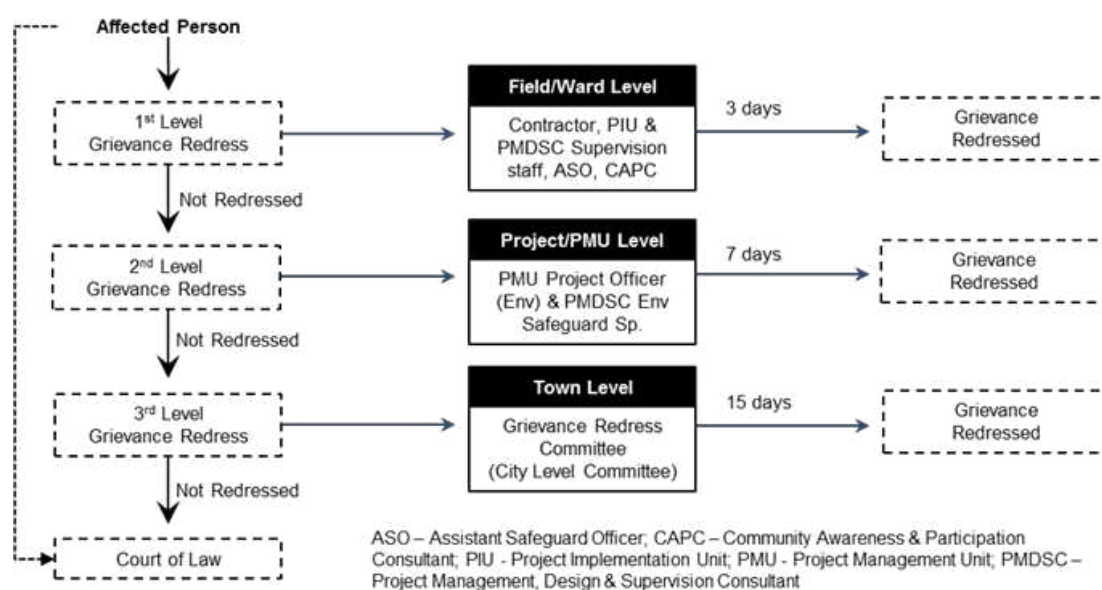 Affected Person
1st Level
Grievance Redress
Field/Ward Level
Contractor, PIU &
PMDSC Supervision
staff, ASO, CAPC
3 days
Grievance
Redressed
Not Redressed
2nd Level
Grievance Redress
Project/PMU Level
PMU Project Officer
(Env) & PMDSC Env
Safeguard Sp.
7 days
Grievance
Redressed
Not Redressed
3rd Level
Grievance Redress
Town Level
Grievance Redress
Committee
(City Level Committee)
15 days
Grievance
Redressed
Not Redressed
Court of Law
ASO – Assistant Safeguard Officer; CAPC – Community Awareness & Participation
Consultant; PIU - Project Implementation Unit; PMU - Project Management Unit; PMDSC –
Project Management, Design & Supervision Consultant